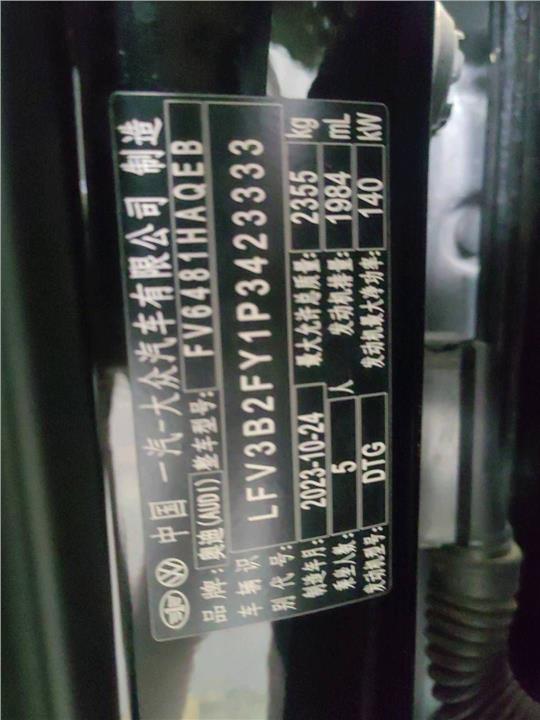 中国 一汽-大众汽车有限公司 制造
品牌: 奥迪(AUDI) 整车型号: FV6481HAQEB
车辆识别代号: LFV3B2FY1P3423333
制造年月: 2023-10-24 最大允许总质量: 2355 kg
乘坐人数: 5 人 发动机排量: 1984 mL
发动机型号: DTG 发动机最大净功率: 140 kW